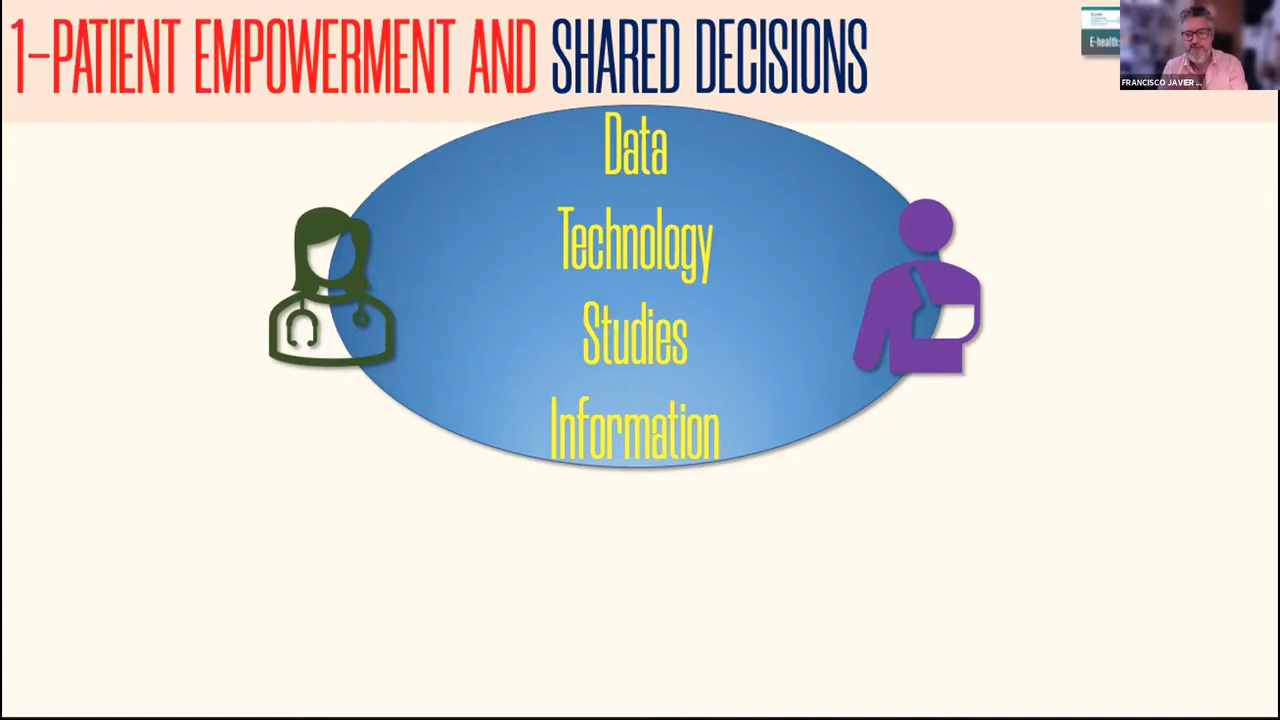 1-PATIENT EMPOWERMENT AND SHARED DECISIONS
E-health:
FRANCISCO JAVIER ...
Data
Technology
Studies
Information